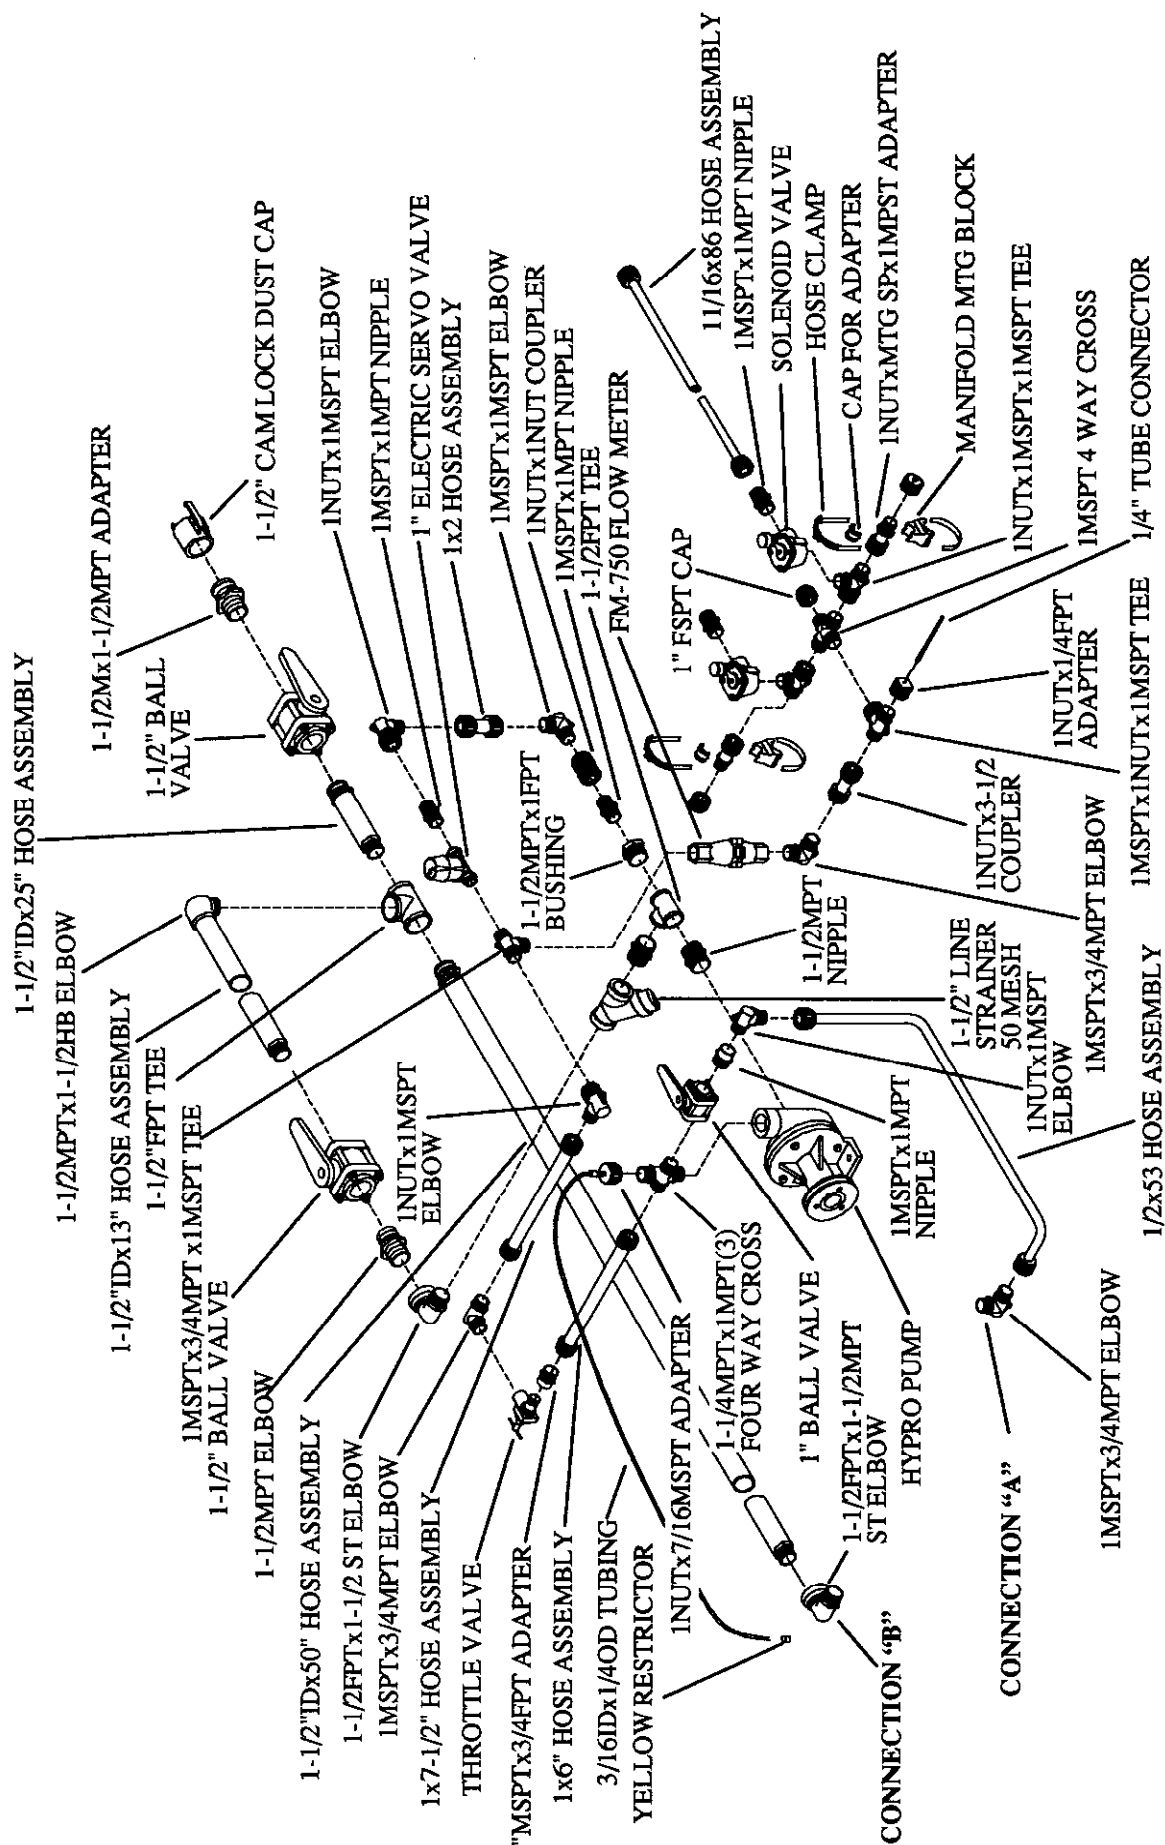 1-1/2"IDx25" HOSE ASSEMBLY
1-1/2Mx1-1/2MPT ADAPTER
1-1/2" BALL
VALVE
1-1/2" CAM LOCK DUST CAP
1-1/2MPTx1-1/2HB ELBOW
1-1/2"IDx13" HOSE ASSEMBLY
1-1/2"FPT TEE
1MSPTx3/4MPT x1MSPT TEE
1-1/2" BALL VALVE
1-1/2MPT ELBOW
1-1/2"IDx50" HOSE ASSEMBLY
1-1/2FPTx1-1/2 ST ELBOW
1MSPTx3/4MPT ELBOW
1x7-1/2" HOSE ASSEMBLY
THROTTLE VALVE
"MSPTx3/4FPT ADAPTER
1x6" HOSE ASSEMBLY
3/16IDx1/4OD TUBING
YELLOW RESTRICTOR
1NUTx1MSPT ELBOW
1MSPTx1MPT NIPPLE
1" ELECTRIC SERVO VALVE
1x2 HOSE ASSEMBLY
1MSPTx1MSPT ELBOW
1NUTx1NUT COUPLER
1MSPTx1MPT NIPPLE
1-1/2FPT TEE
FM-750 FLOW METER
1-1/2MPTx1FPT
BUSHING
1NUTx1MSPT
ELBOW
1" FSPT CAP
11/16x86 HOSE ASSEMBLY
1MSPTx1MPT NIPPLE
SOLENOID VALVE
HOSE CLAMP
CAP FOR ADAPTER
1NUTxMTG SPx1MPST ADAPTER
MANIFOLD MTG BLOCK
1NUTx1MSPTx1MSPT TEE
1MSPT 4 WAY CROSS
1/4" TUBE CONNECTOR
1NUTx1/4FPT
ADAPTER
1MSPTx1NUTx1MSPT TEE
1NUTx3-1/2
COUPLER
1MSPTx3/4MPT ELBOW
1-1/2MPT
NIPPLE
1-1/2" LINE
STRAINER
50 MESH
1NUTx1MSPT
ELBOW
1/2x53 HOSE ASSEMBLY
1MSPTx1MPT
NIPPLE
1NUTx7/16MSPT ADAPTER
1-1/4MPTx1MPT(3)
FOUR WAY CROSS
1" BALL VALVE
1-1/2FPTx1-1/2MPT
ST ELBOW
HYPRO PUMP
CONNECTION "B"
CONNECTION "A"
1MSPTx3/4MPT ELBOW